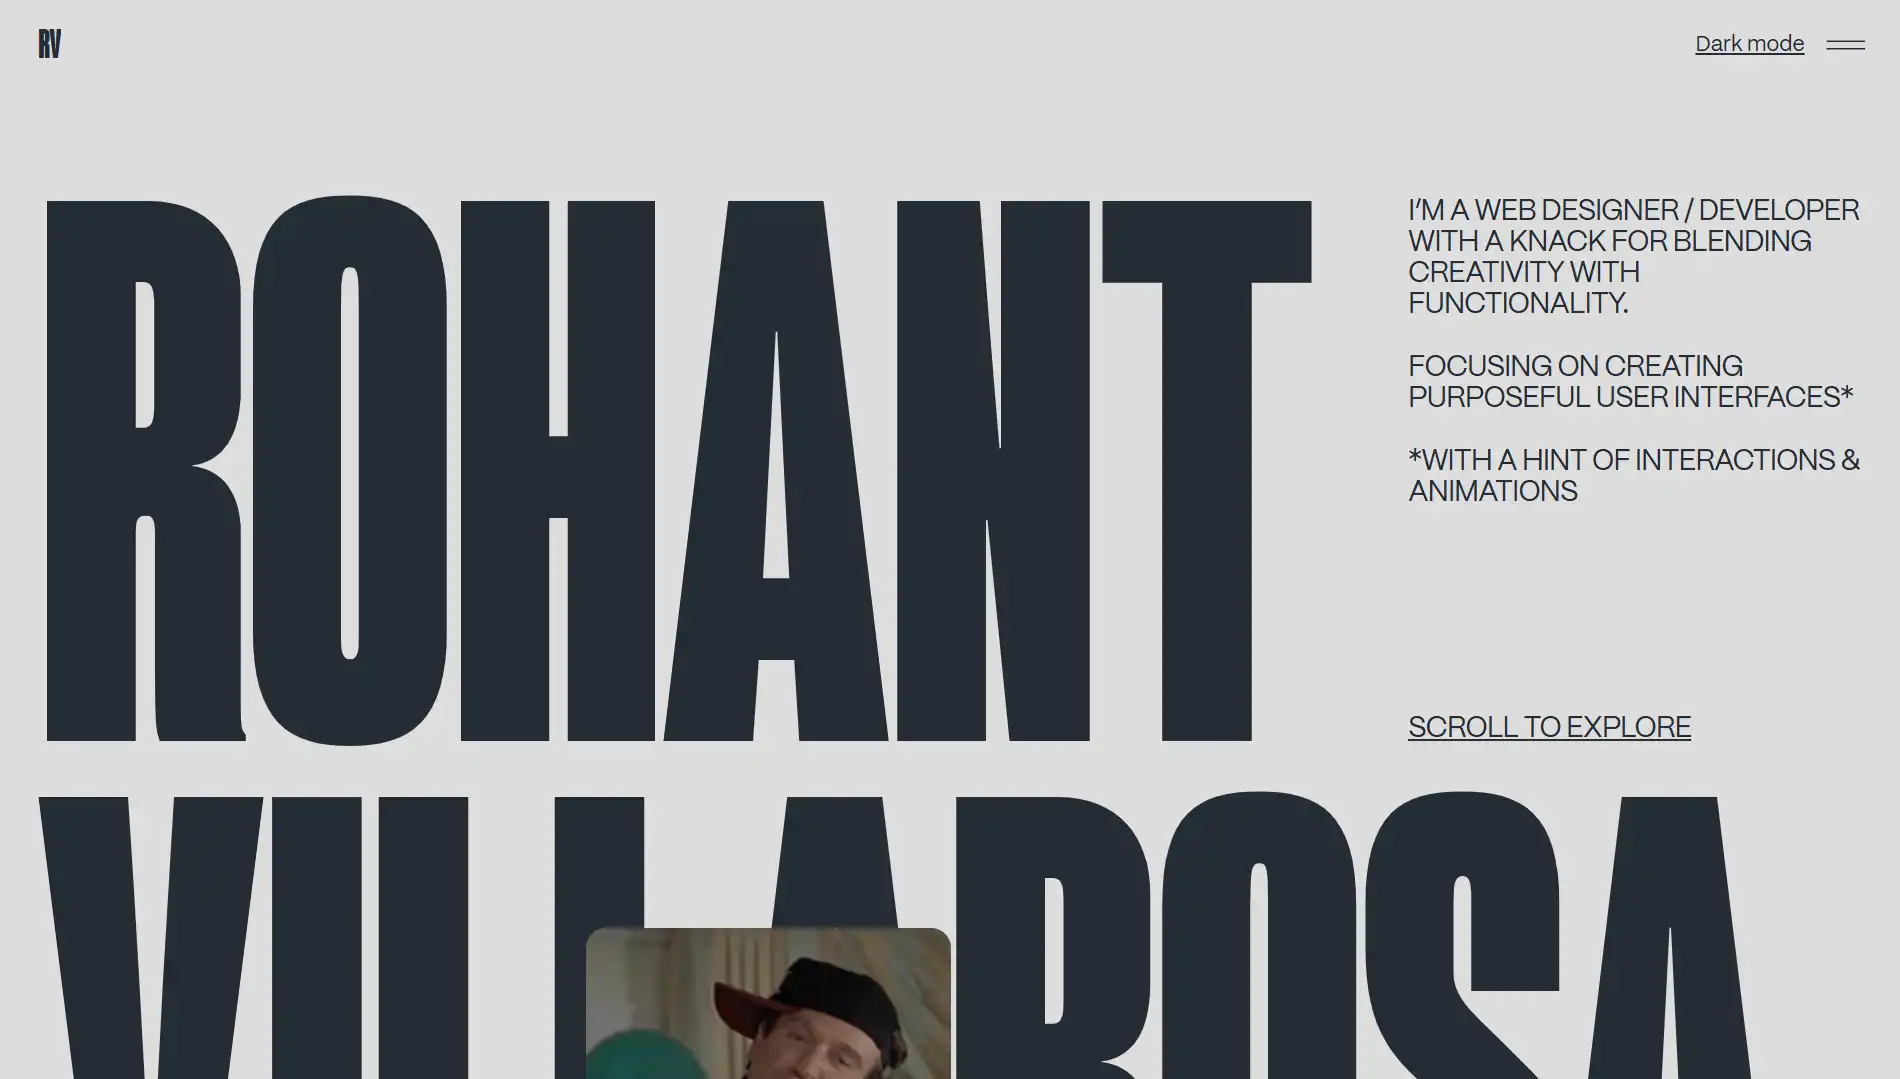 RV
Dark mode
ROHANT
I'M A WEB DESIGNER / DEVELOPER
WITH A KNACK FOR BLENDING
CREATIVITY WITH
FUNCTIONALITY.
FOCUSING ON CREATING
PURPOSEFUL USER INTERFACES*
*WITH A HINT OF INTERACTIONS &
ANIMATIONS
SCROLL TO EXPLORE
VILLAROSA